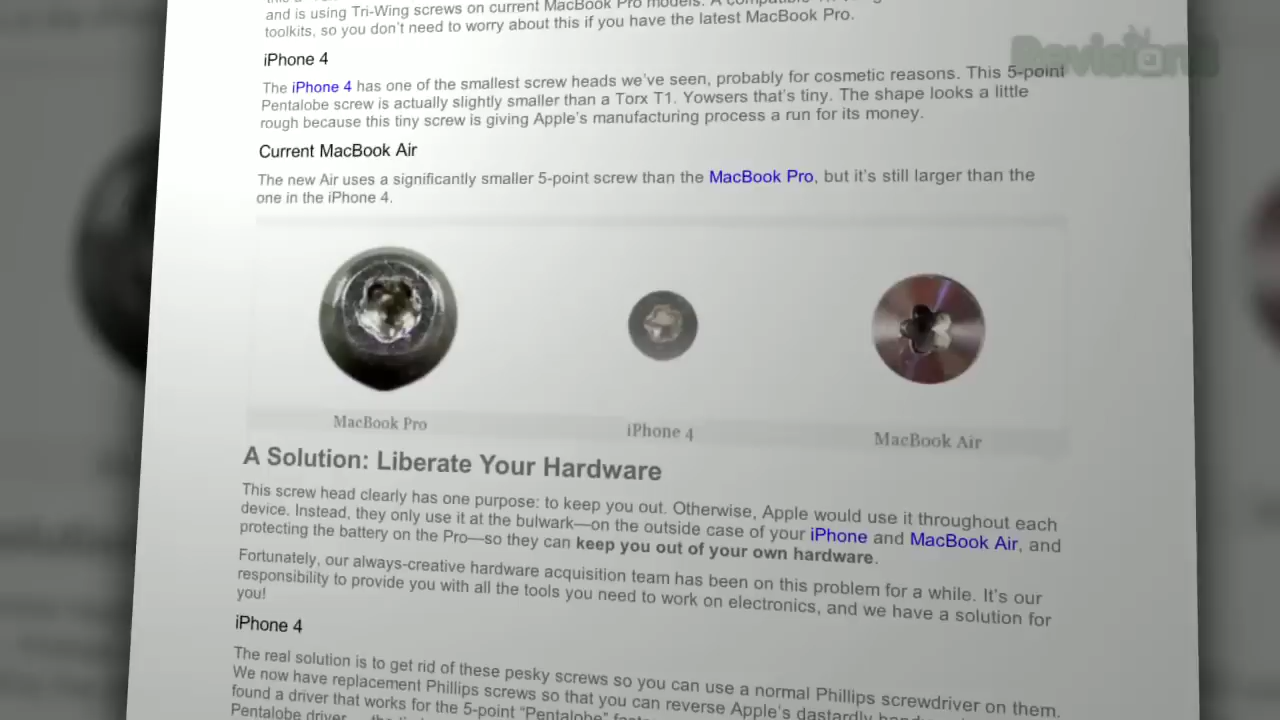 and is using Tri-Wing screws on current MacBook Pro models. A compatible
toolkits, so you don't need to worry about this if you have the latest MacBook Pro.
Revision3
iPhone 4
The iPhone 4 has one of the smallest screw heads we've seen, probably for cosmetic reasons. This 5-point
Pentalobe screw is actually slightly smaller than a Torx T1. Yowsers that's tiny. The shape looks a little
rough because this tiny screw is giving Apple's manufacturing process a run for its money.
Current MacBook Air
The new Air uses a significantly smaller 5-point screw than the MacBook Pro, but it's still larger than the
one in the iPhone 4.
MacBook Pro
iPhone 4
MacBook Air
A Solution: Liberate Your Hardware
This screw head clearly has one purpose: to keep you out. Otherwise, Apple would use it throughout each
device. Instead, they only use it at the bulwark—on the outside case of your iPhone and MacBook Air, and
protecting the battery on the Pro—so they can keep you out of your own hardware.
Fortunately, our always-creative hardware acquisition team has been on this problem for a while. It's our
responsibility to provide you with all the tools you need to work on electronics, and we have a solution for
you!
iPhone 4
The real solution is to get rid of these pesky screws so you can use a normal Phillips screwdriver on them.
We now have replacement Phillips screws so that you can reverse Apple's dastardly
found a driver that works for the 5-point "Pentalobe"
Pentalobe driver